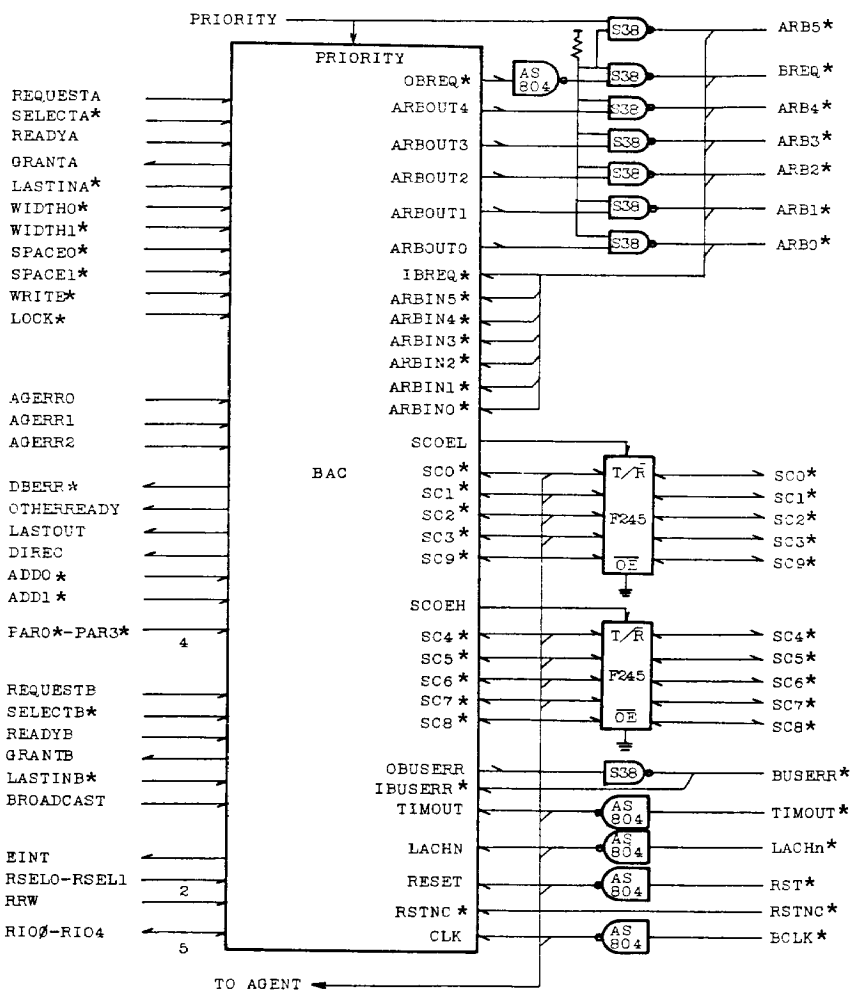 PRIORITY
PRIORITY
REQUESTA
SELECTA*
READYA
GRANTA
LASTINA*
WIDTH0*
WIDTH1*
SPACE0*
SPACE1*
WRITE*
LOCK*
AGERR0
AGERR1
AGERR2
DBERR*
OTHERREADY
LASTOUT
DIREC
ADD0*
ADD1*
PAR0*-PAR3*
4
REQUESTB
SELECTB*
READYB
GRANTB
LASTINB*
BROADCAST
EINT
RSEL0-RSEL1
2
RRW
RIOØ-RIO4
5
BAC
OBREQ*
ARBOUT4
ARBOUT3
ARBOUT2
ARBOUT1
ARBOUT0
IBREQ*
ARBIN5*
ARBIN4*
ARBIN3*
ARBIN2*
ARBIN1*
ARBIN0*
SCOEL
SC0*
SC1*
SC2*
SC3*
SC9*
SCOEH
SC4*
SC5*
SC6*
SC7*
SC8*
OBUSERR
IBUSERR*
TIMOUT
LACHN
RESET
RSTNC*
CLK
AS
804
S38
S38
S38
S38
S38
S38
S38
T/R̅
F245
O̅E̅
T/R̅
F245
O̅E̅
S38
AS
804
AS
804
AS
804
AS
804
ARB5*
BREQ*
ARB4*
ARB3*
ARB2*
ARB1*
ARB0*
SC0*
SC1*
SC2*
SC3*
SC9*
SC4*
SC5*
SC6*
SC7*
SC8*
BUSERR*
TIMOUT*
LACHn*
RST*
RSTNC*
BCLK*
TO AGENT